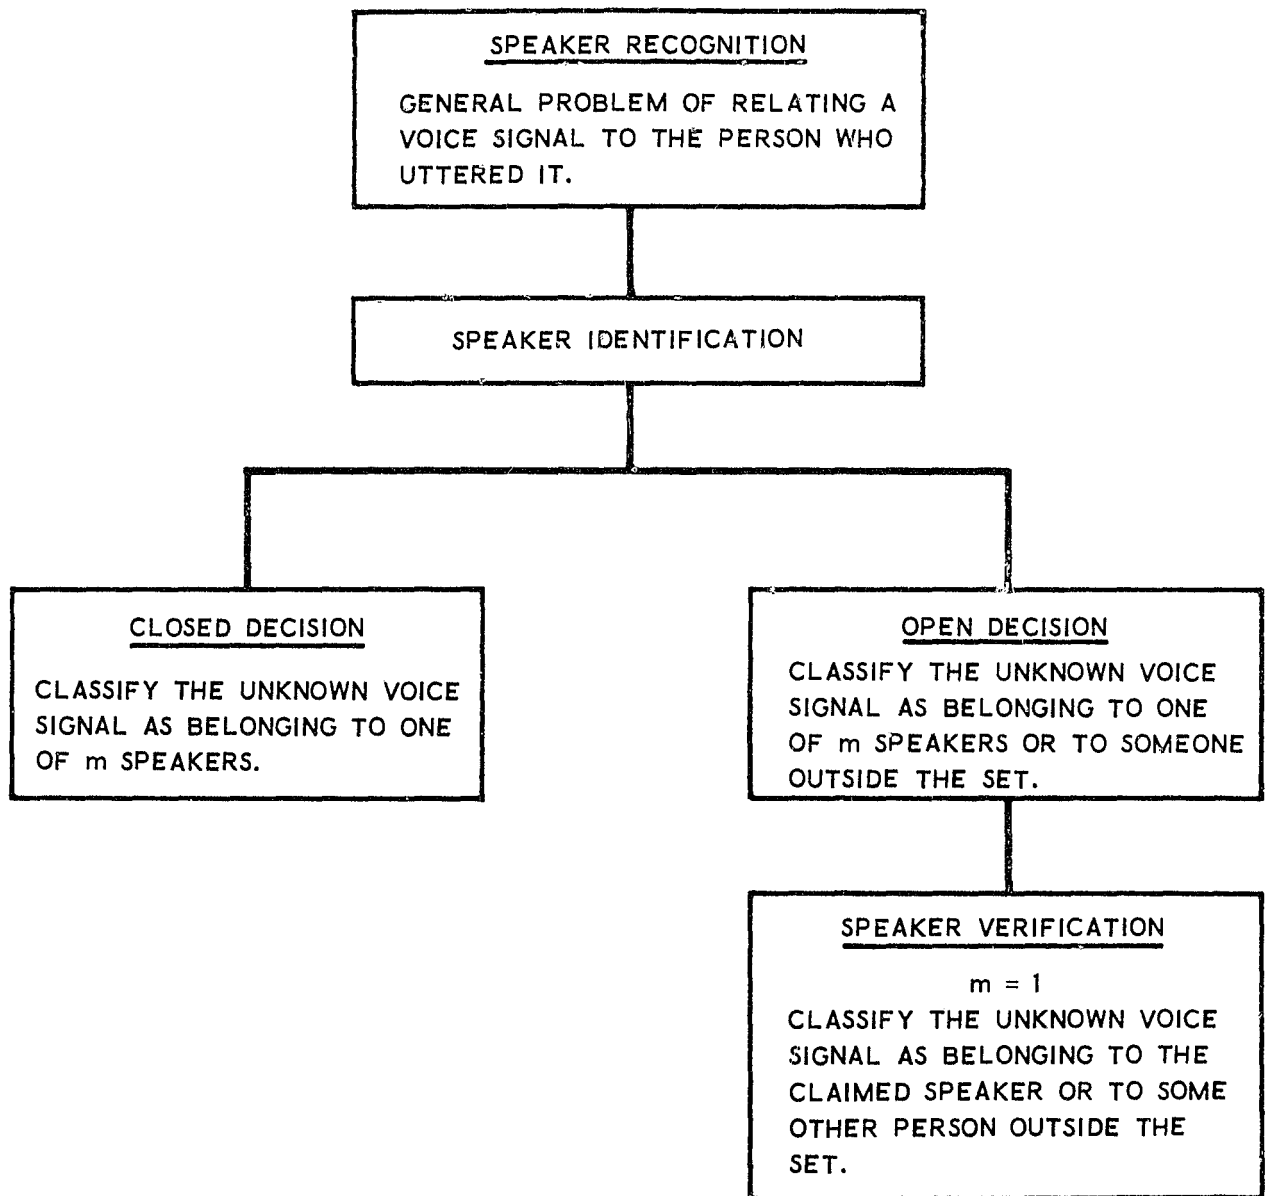 SPEAKER RECOGNITION
GENERAL PROBLEM OF RELATING A
VOICE SIGNAL TO THE PERSON WHO
UTTERED IT.
SPEAKER IDENTIFICATION
CLOSED DECISION
CLASSIFY THE UNKNOWN VOICE
SIGNAL AS BELONGING TO ONE
OF m SPEAKERS.
OPEN DECISION
CLASSIFY THE UNKNOWN VOICE
SIGNAL AS BELONGING TO ONE
OF m SPEAKERS OR TO SOMEONE
OUTSIDE THE SET.
SPEAKER VERIFICATION
m = 1
CLASSIFY THE UNKNOWN VOICE
SIGNAL AS BELONGING TO THE
CLAIMED SPEAKER OR TO SOME
OTHER PERSON OUTSIDE THE
SET.